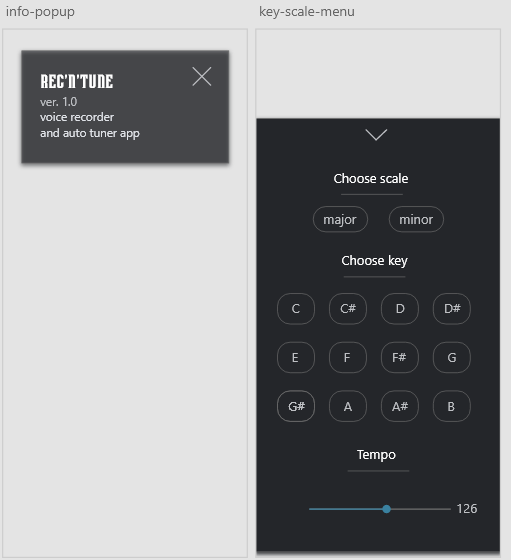 info-popup
REC'N'TUNE
ver. 1.0
voice recorder
and auto tuner app
key-scale-menu
Choose scale
major minor
Choose key
C C# D D#
E F F# G
G# A A# B
Tempo
126